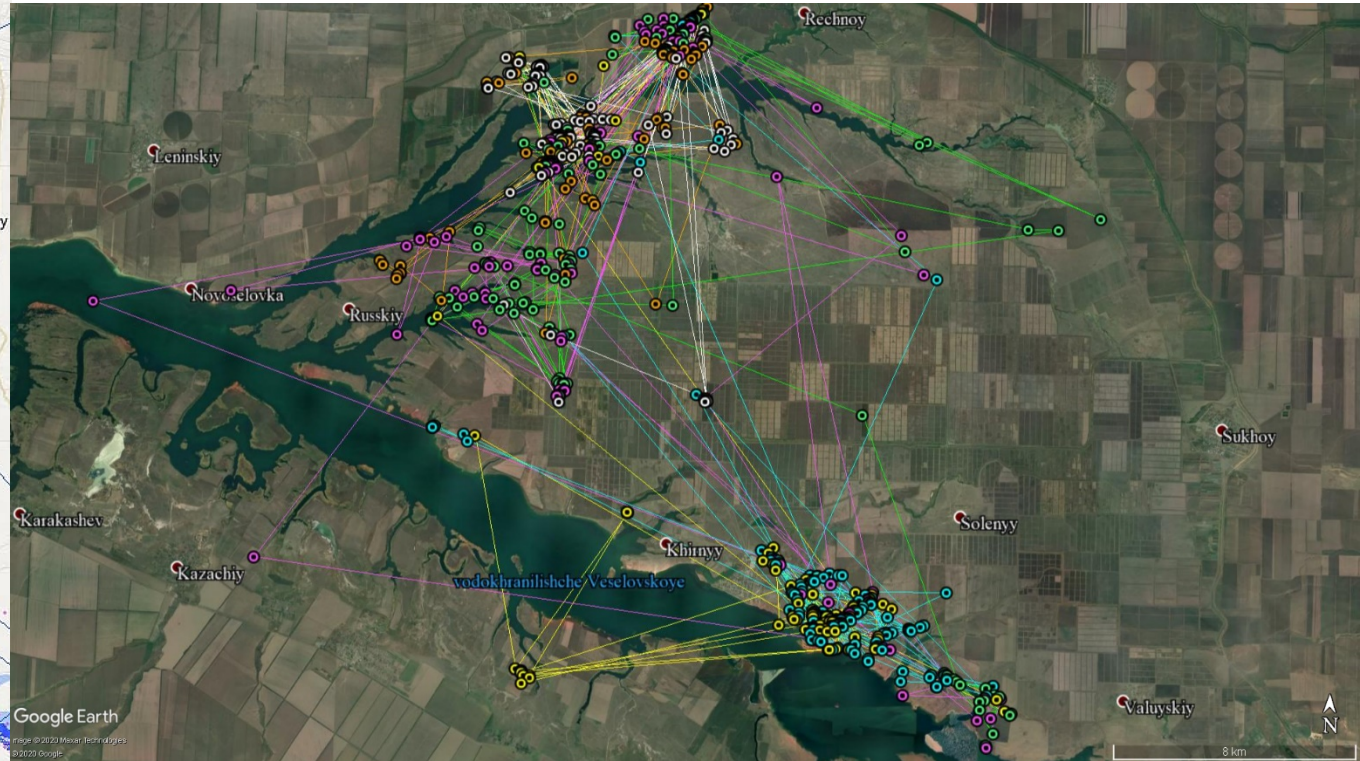 Rechnoy
Leninskiy
y
Novoselovka
Russkiy
Sukhoy
Karakashev
Solenyy
Khirnyy
Kazachiy
vodokhranilishche Veselovskoye
Valuyskiy
Google Earth
N
Image © 2020 Maxar Technologies
© 2020 Google
8 km